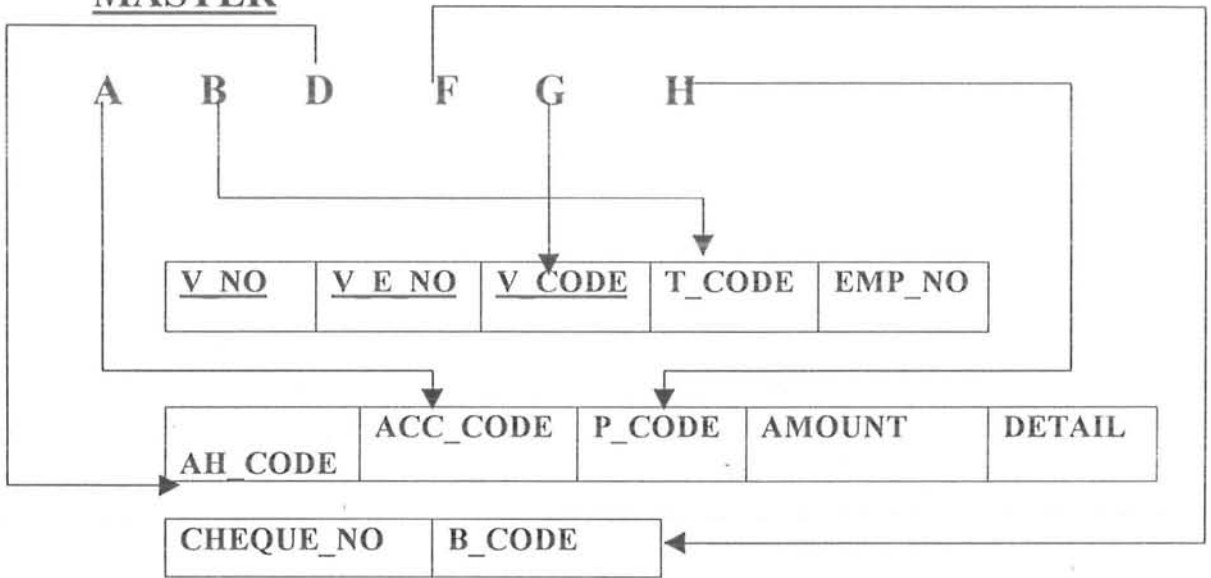 MASTER
A B D F G H
V_NO V_E_NO V_CODE T_CODE EMP_NO
ACC_CODE P_CODE AMOUNT DETAIL
AH_CODE
CHEQUE_NO B_CODE